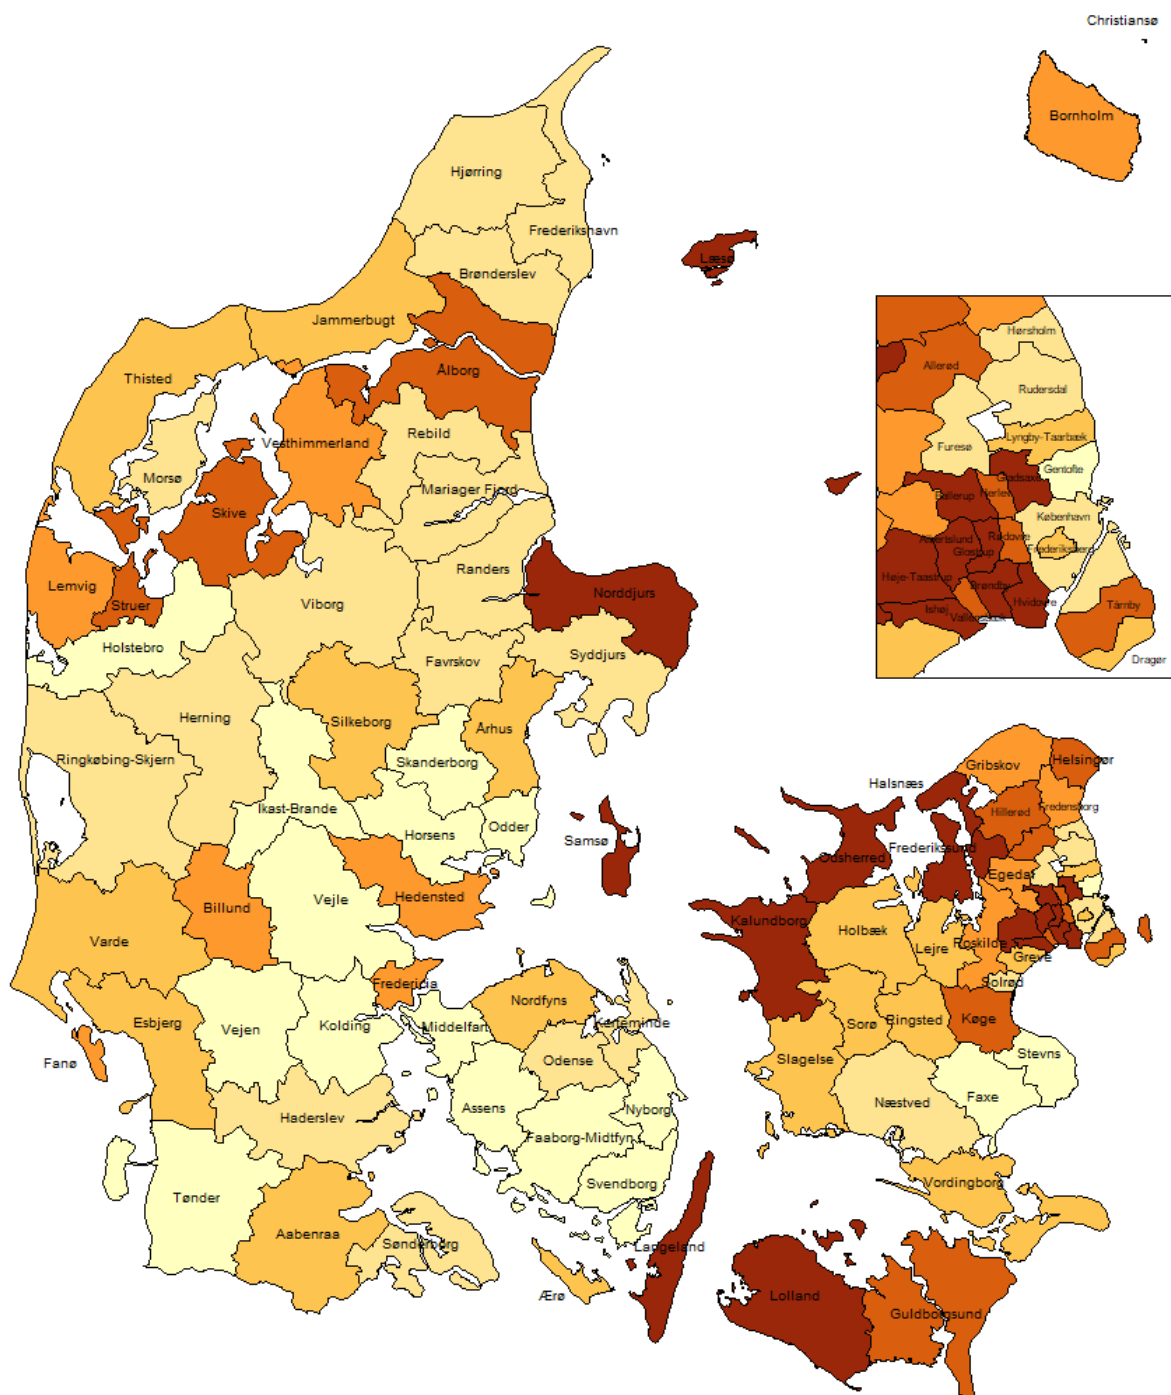 Christiansø
Bornholm
Hjørring
Frederikshavn
Læsø
Brønderslev
Jammerbugt
Ålborg
Thisted
Vesthimmerland
Rebild
Morsø
Mariager Fjord
Skive
Randers
Norddjurs
Lemvig
Struer
Viborg
Holstebro
Favrskov
Syddjurs
Herning
Silkeborg
Århus
Ringkøbing-Skjern
Skanderborg
Ikast-Brande
Horsens
Odder
Samsø
Billund
Vejle
Hedensted
Varde
Fredericia
Nordfyns
Esbjerg
Vejen
Kolding
Middelfart
Kerteminde
Fanø
Odense
Haderslev
Assens
Nyborg
Faaborg-Midtfyn
Svendborg
Tønder
Aabenraa
Sønderborg
Langeland
Ærø
Hørsholm
Allerød
Rudersdal
Furesø
Lyngby-Taarbæk
Gentofte
Gladsaxe
Ballerup
Herlev
København
Albertslund
Rødovre
Frederiksberg
Glostrup
Høje-Taastrup
Brøndby
Ishøj
Hvidovre
Vallensbæk
Tårnby
Dragør
Gribskov
Helsingør
Halsnæs
Hillerød
Fredensborg
Frederikssund
Odsherred
Egedal
Kalundborg
Holbæk
Lejre
Roskilde
Greve
Solrød
Sorø
Ringsted
Køge
Slagelse
Stevns
Næstved
Faxe
Vordingborg
Lolland
Guldborgsund